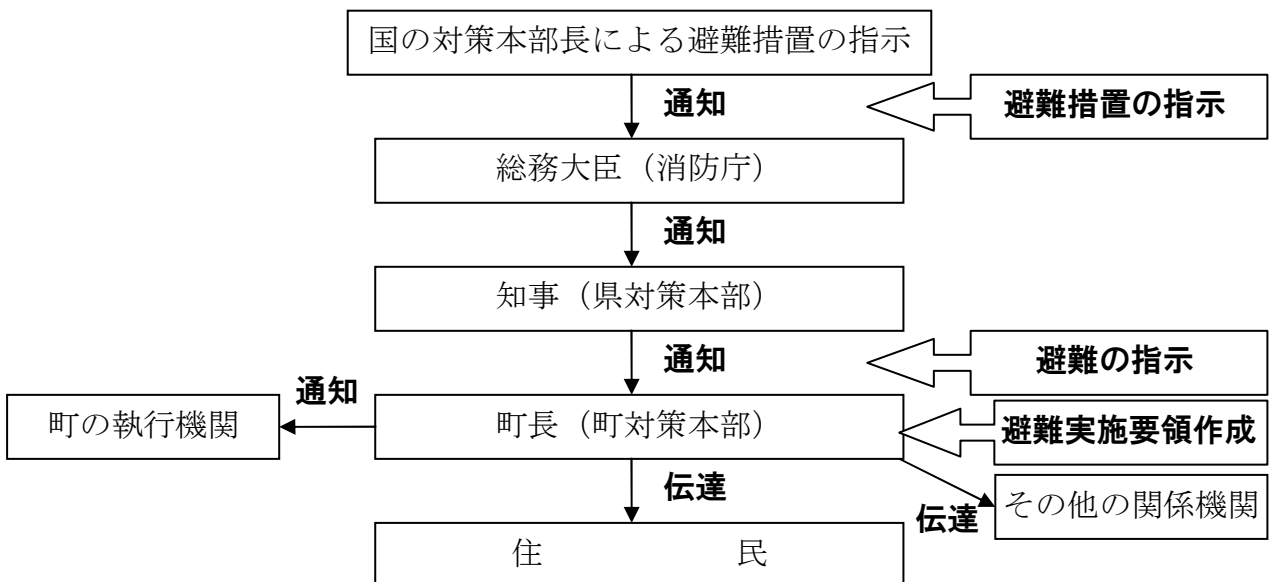 国の対策本部長による避難措置の指示
通知
避難措置の指示
総務大臣（消防庁）
通知
知事（県対策本部）
通知
避難の指示
通知
町の執行機関
町長（町対策本部）
避難実施要領作成
伝達
伝達
その他の関係機関
住　　　　　　民